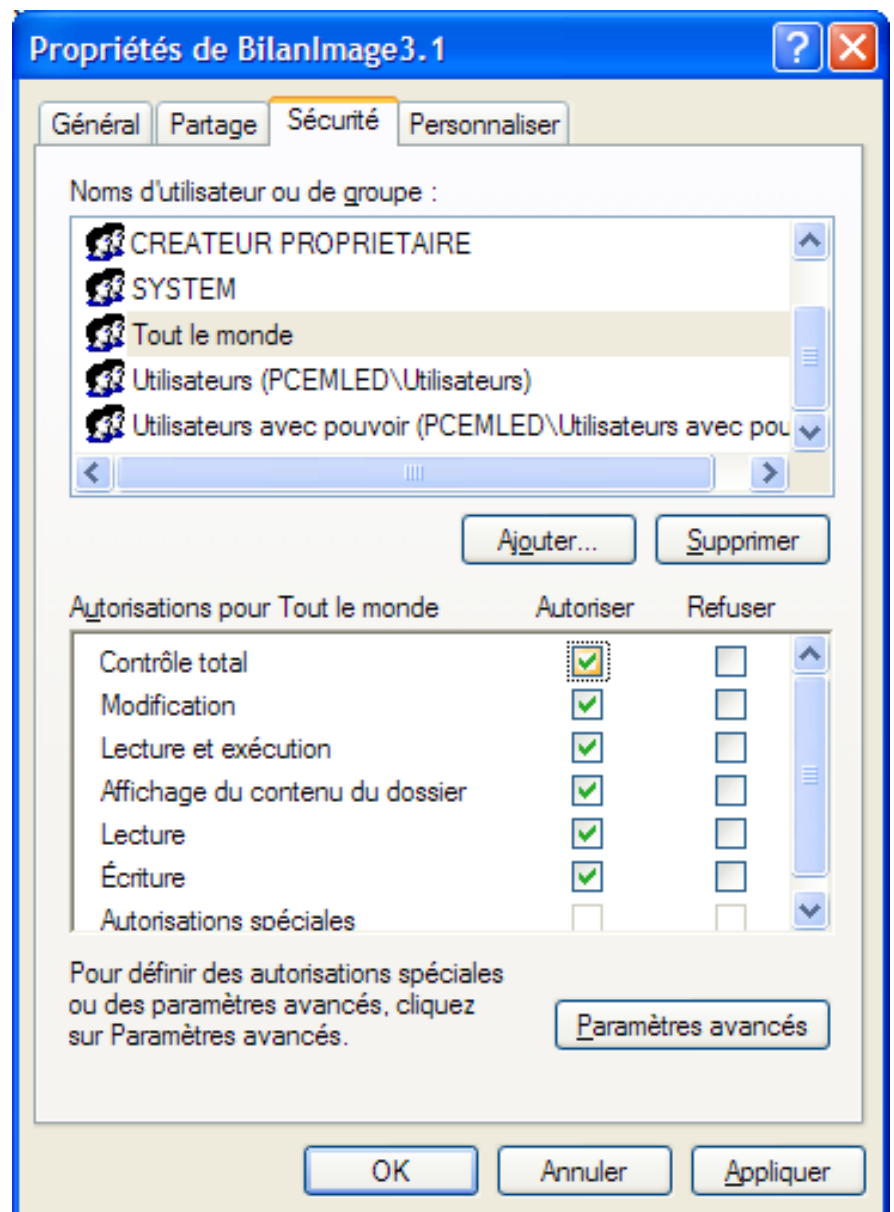 Propriétés de BilanImage3.1
Général Partage Sécurité Personnaliser
Noms d'utilisateur ou de groupe :
CREATEUR PROPRIETAIRE
SYSTEM
Tout le monde
Utilisateurs (PCEMLED\Utilisateurs)
Utilisateurs avec pouvoir (PCEMLED\Utilisateurs avec pou
Ajouter... Supprimer
Autorisations pour Tout le monde Autoriser Refuser
Contrôle total
Modification
Lecture et exécution
Affichage du contenu du dossier
Lecture
Écriture
Autorisations spéciales
Pour définir des autorisations spéciales
ou des paramètres avancés, cliquez
sur Paramètres avancés.
Paramètres avancés
OK Annuler Appliquer